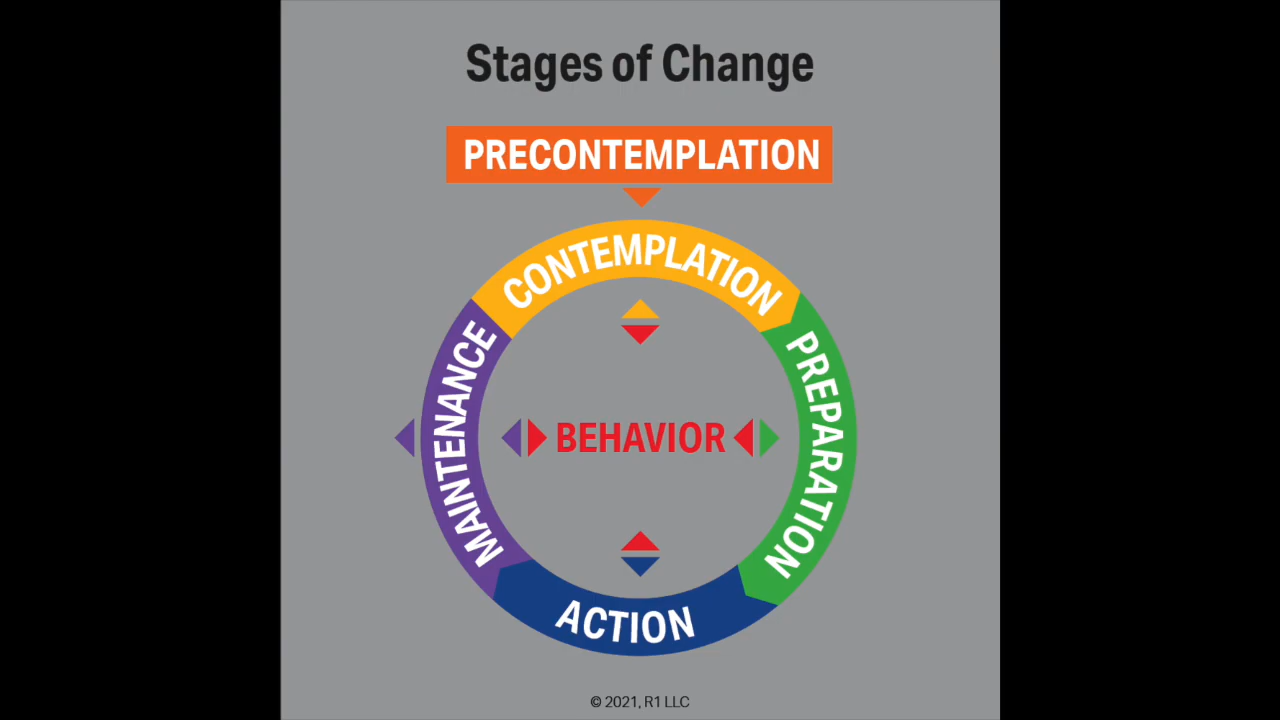 Stages of Change
PRECONTEMPLATION
CONTEMPLATION
PREPARATION
ACTION
MAINTENANCE
BEHAVIOR
© 2021, R1 LLC